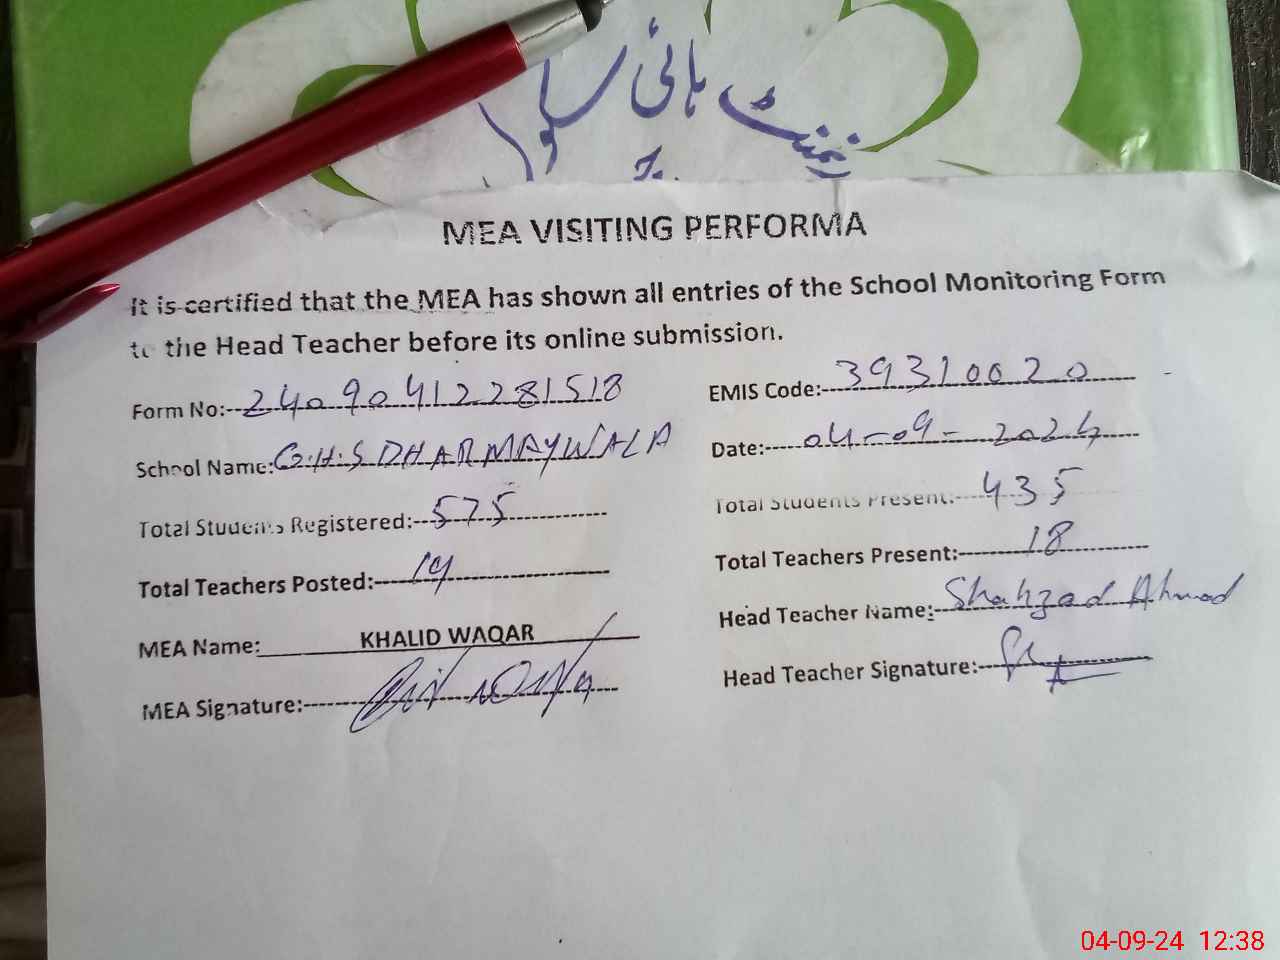 ہائی سکول
MEA VISITING PERFORMA
It is certified that the MEA has shown all entries of the School Monitoring Form
to the Head Teacher before its online submission.
Form No: 24090412281518
EMIS Code: 39310020
School Name: G.H.S DHARMAYWALA
Date: 04-09-2024
Total Students Registered: 575
Total Students Present: 435
Total Teachers Posted: 19
Total Teachers Present: 18
MEA Name: KHALID WAQAR
Head Teacher Name: Shahzad Ahmad
MEA Signature:
Head Teacher Signature:
04-09-24 12:38